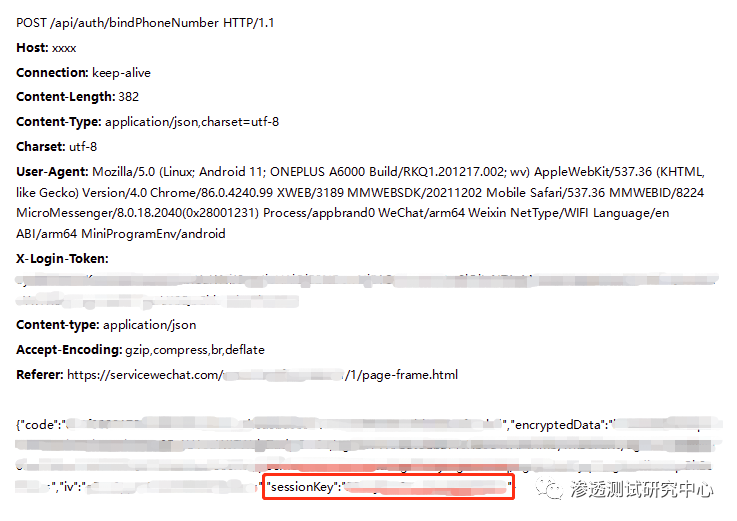 POST /api/auth/bindPhoneNumber HTTP/1.1
Host: xxxx
Connection: keep-alive
Content-Length: 382
Content-Type: application/json,charset=utf-8
Charset: utf-8
User-Agent: Mozilla/5.0 (Linux; Android 11; ONEPLUS A6000 Build/RKQ1.201217.002; wv) AppleWebKit/537.36 (KHTML,
like Gecko) Version/4.0 Chrome/86.0.4240.99 XWEB/3189 MMWEBSDK/20211202 Mobile Safari/537.36 MMWEBID/8224
MicroMessenger/8.0.18.2040(0x28001231) Process/appbrand0 WeChat/arm64 Weixin NetType/WIFI Language/en
ABI/arm64 MiniProgramEnv/android
X-Login-Token:
Content-type: application/json
Accept-Encoding: gzip,compress,br,deflate
Referer: https://servicewechat.com/ /1/page-frame.html
{"code":" ","encryptedData":"
","iv":" "sessionKey":"
渗透测试研究中心